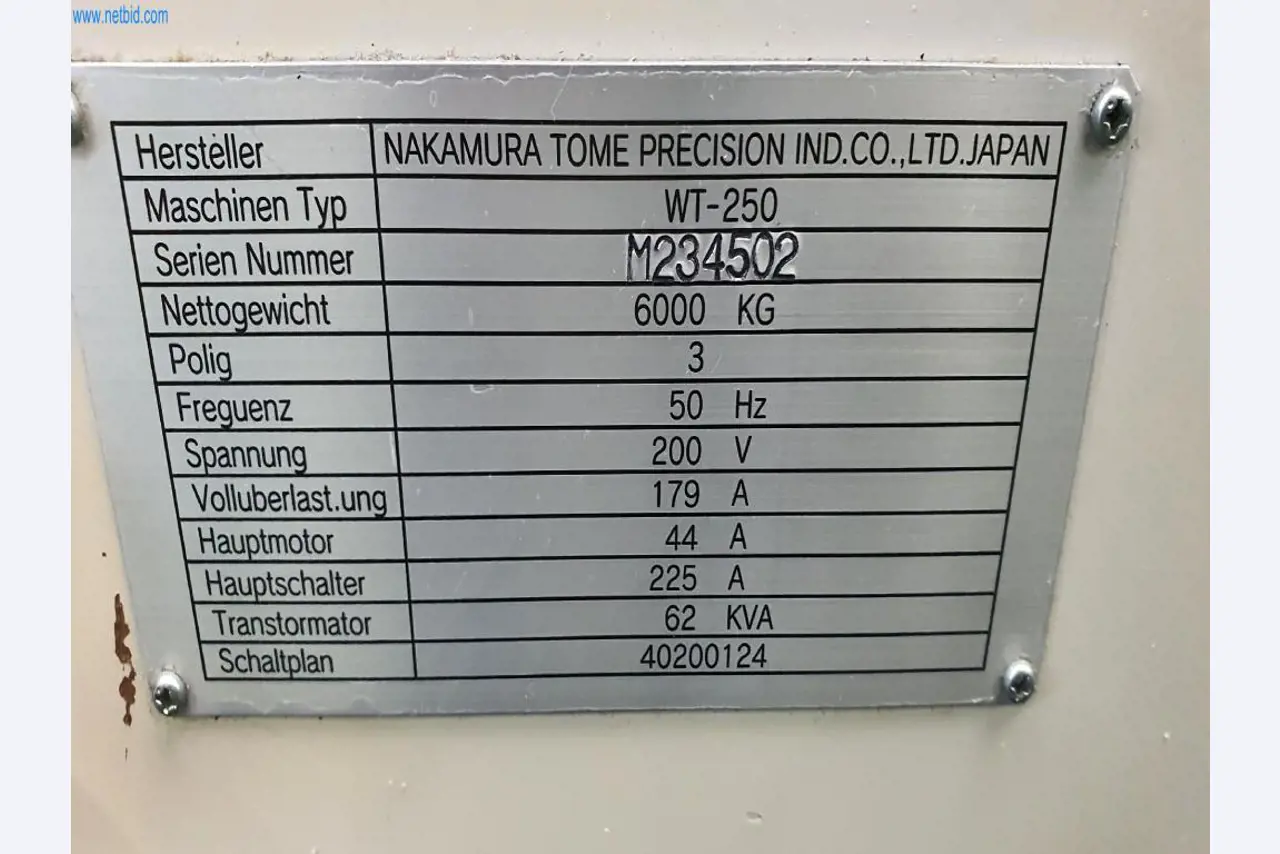 www.netbid.com
Hersteller NAKAMURA TOME PRECISION IND.CO.,LTD.JAPAN
Maschinen Typ WT-250
Serien Nummer M234502
Nettogewicht 6000 KG
Polig 3
Freguenz 50 Hz
Spannung 200 V
Volluberlast.ung 179 A
Hauptmotor 44 A
Hauptschalter 225 A
Transtormator 62 KVA
Schaltplan 40200124